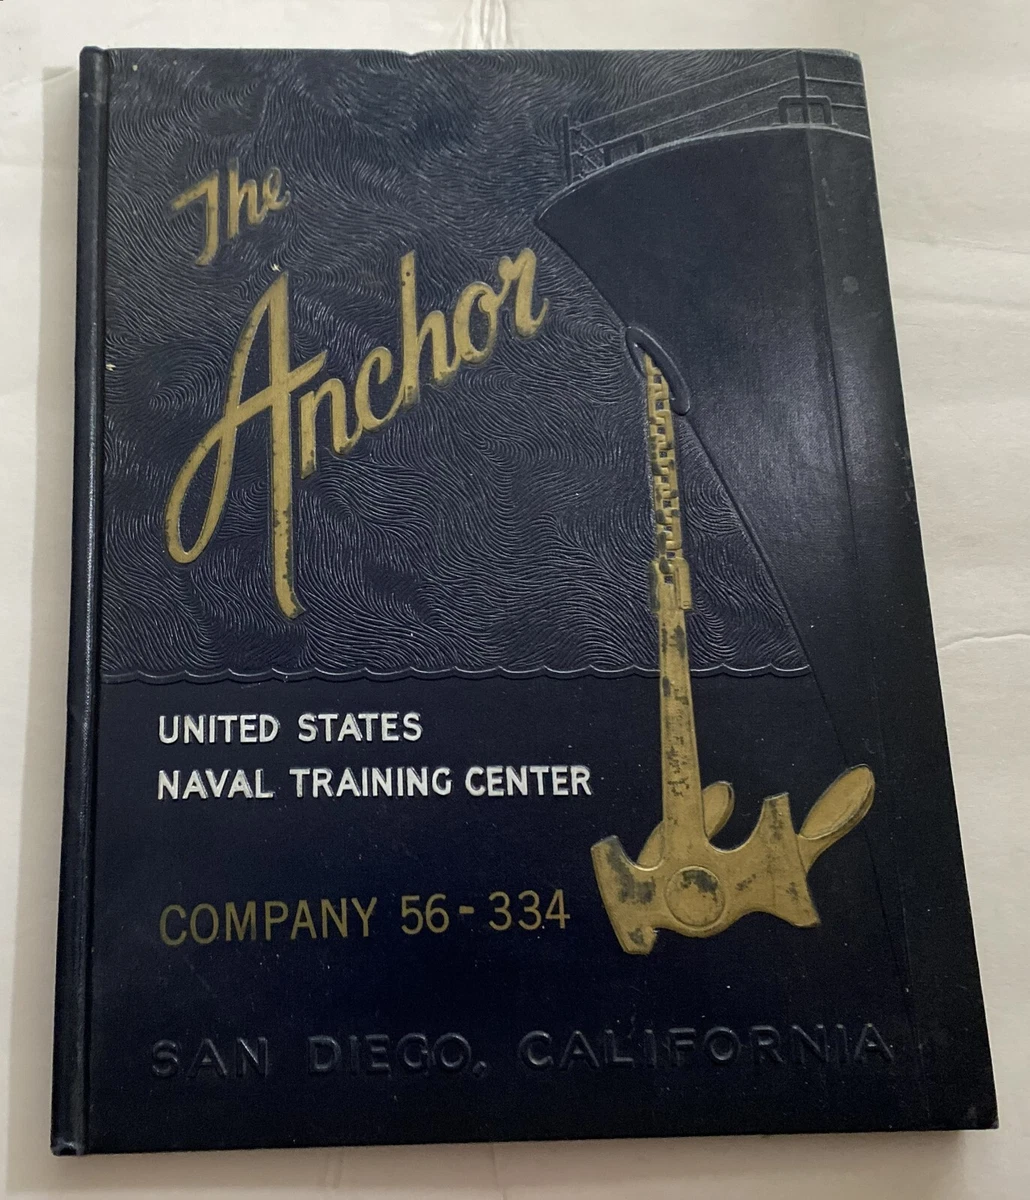 The
Anchor
UNITED STATES
NAVAL TRAINING CENTER
COMPANY 56-334
SAN DIEGO, CALIFORNIA